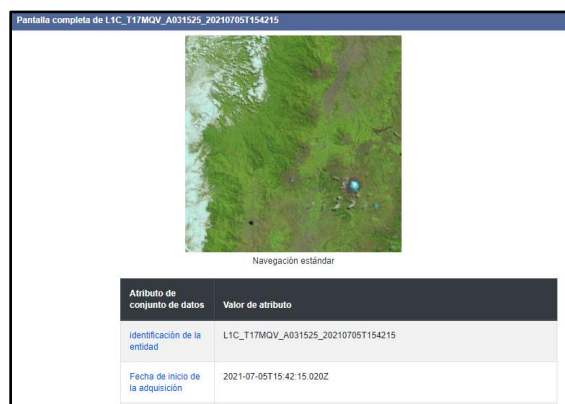 Pantalla completa de L1C_T17MQV_A031525_20210705T154215
Navegación estándar
Atributo de
conjunto de datos
Valor de atributo
identificación de la
entidad
L1C_T17MQV_A031525_20210705T154215
Fecha de inicio de
la adquisición
2021-07-05T15:42:15.020Z